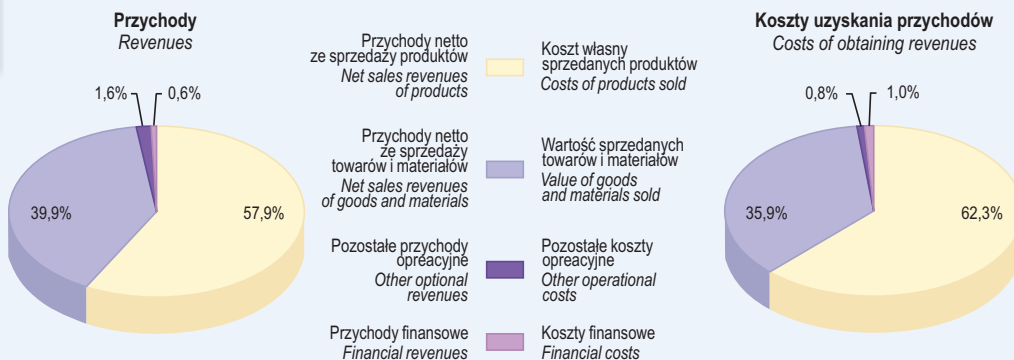 Przychody
Revenues
1,6%
0,6%
39,9%
57,9%
Przychody netto
ze sprzedaży produktów
Net sales revenues
of products
Koszt własny
sprzedanych produktów
Costs of products sold
Przychody netto
ze sprzedaży
towarów i materiałów
Net sales revenues
of goods and materials
Wartość sprzedanych
towarów i materiałów
Value of goods
and materials sold
Pozostałe przychody
opreacyjne
Other optional
revenues
Pozostałe koszty
opreacyjne
Other operational
costs
Przychody finansowe
Financial revenues
Koszty finansowe
Financial costs
Koszty uzyskania przychodów
Costs of obtaining revenues
0,8%
1,0%
35,9%
62,3%